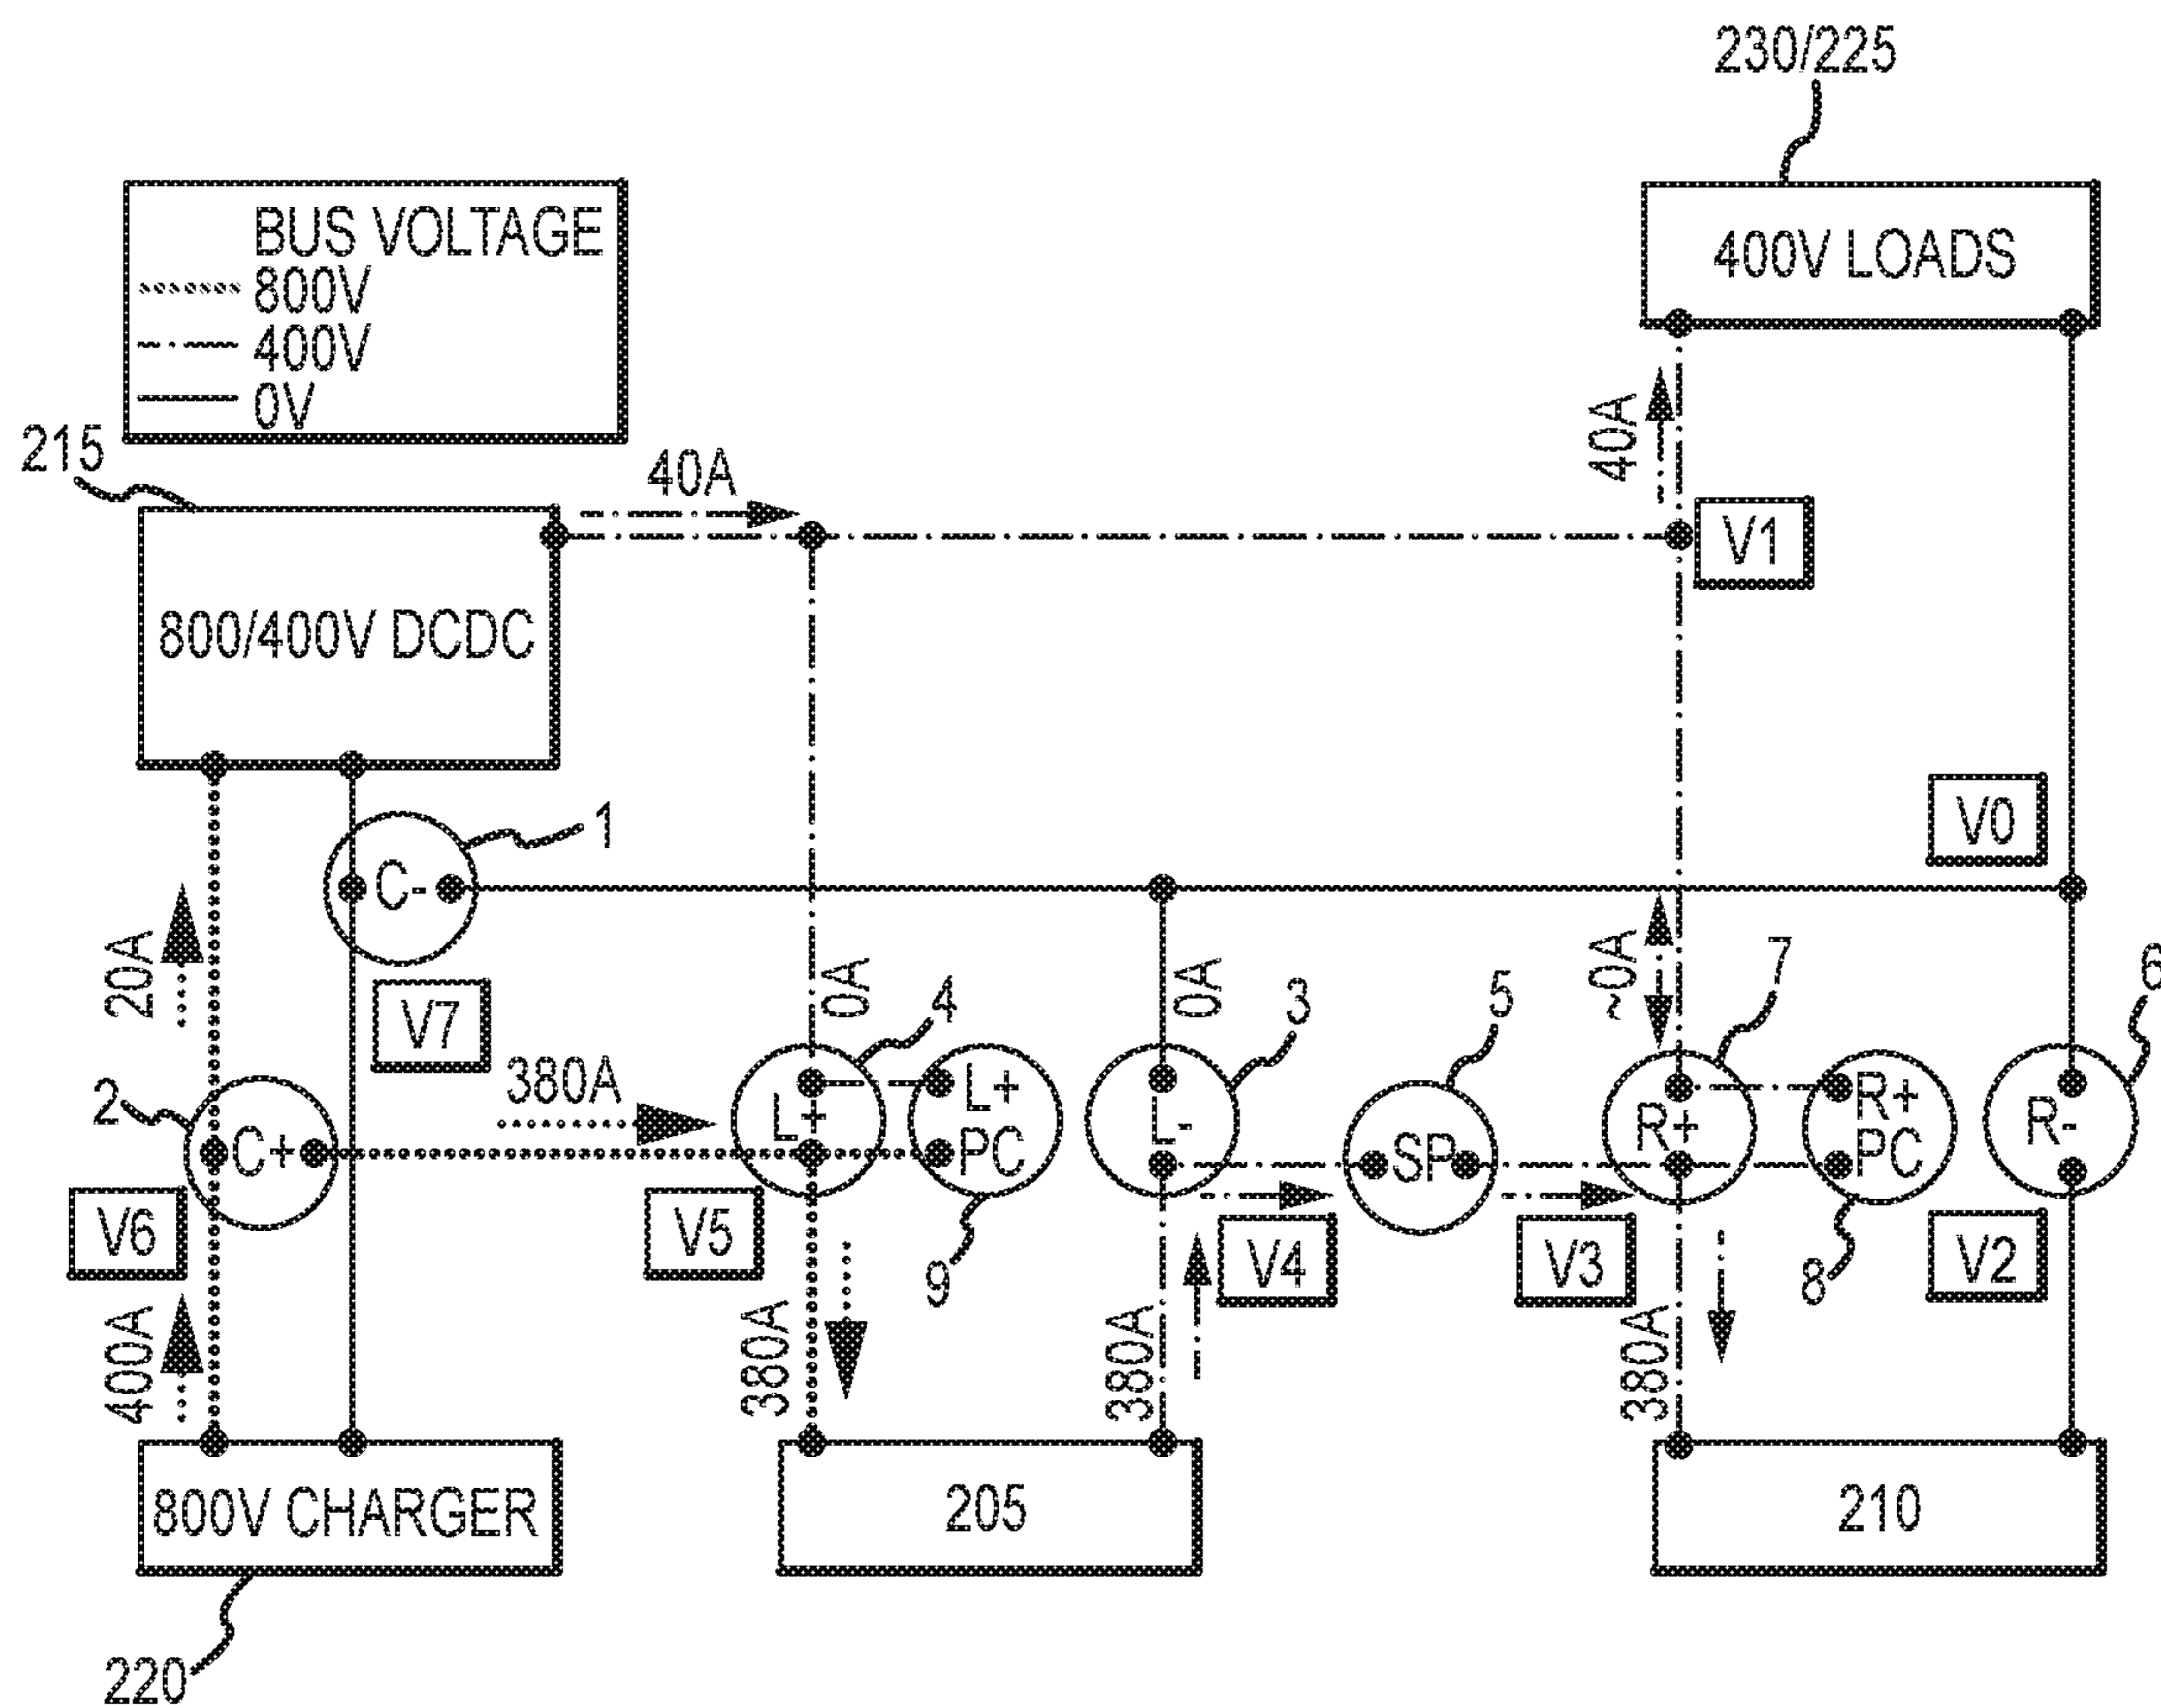 230/225
BUS VOLTAGE
800V
400V
0V
400V LOADS
215
40A
40A
V1
800/400V DCDC
1
V0
C-
20A
V7
0A
4
0A
3
5
~0A
7
6
2
380A
L+
L+
PC
L-
R+
R+
PC
R-
C+
SP
V6
V5
9
V4
V3
8
V2
400A
380A
380A
380A
800V CHARGER
205
210
220